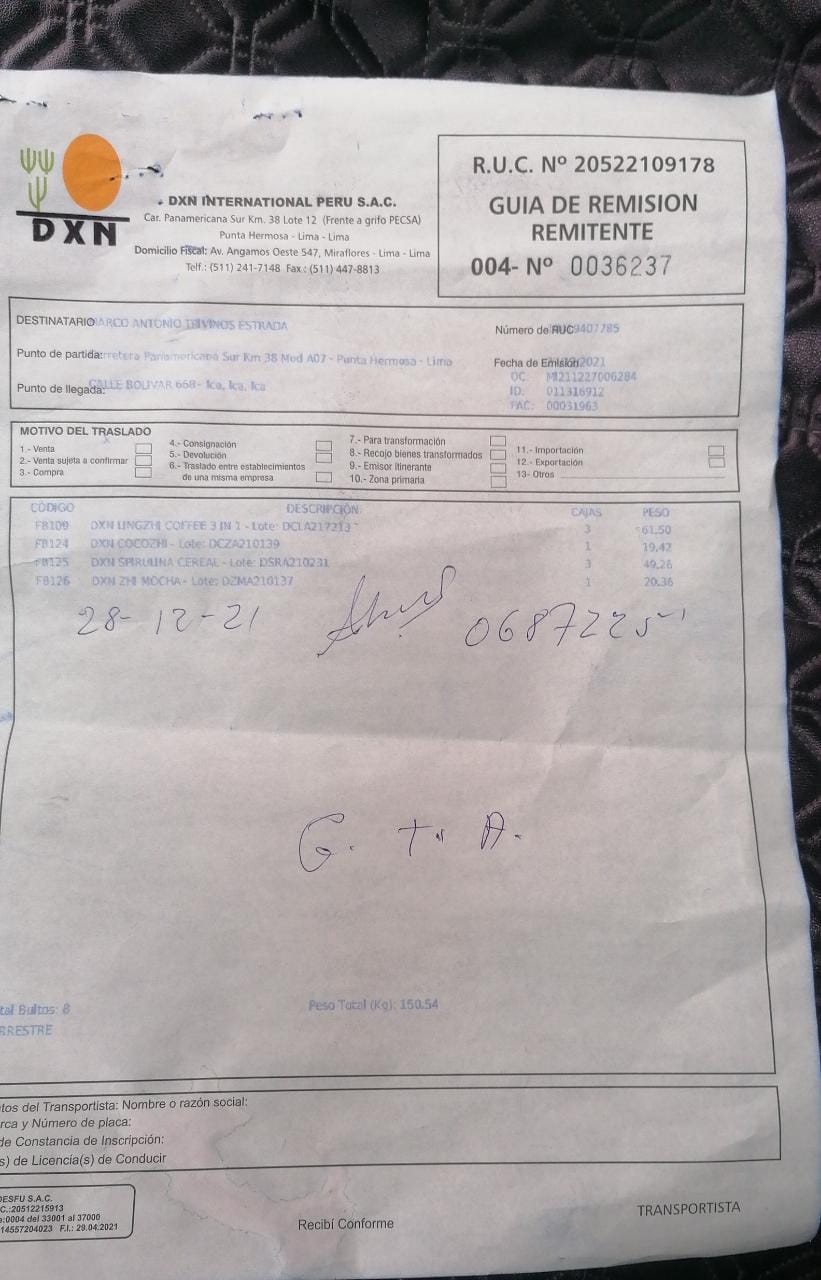 DXN
DXN INTERNATIONAL PERU S.A.C.
Car. Panamericana Sur Km. 38 Lote 12 (Frente a grifo PECSA)
Punta Hermosa - Lima - Lima
Domicilio Fiscal: Av. Angamos Oeste 547, Miraflores - Lima - Lima
Telf.: (511) 241-7148 Fax : (511) 447-8813
R.U.C. Nº 20522109178
GUIA DE REMISION
REMITENTE
004- Nº 0036237
DESTINATARIO ARCO ANTONIO TRIVINOS ESTRADA
Número de RUC 9407785
Punto de partida: rretera Panamericana Sur Km 38 Mod A07 - Punta Hermosa - Lima
Fecha de Emisión 2021
Punto de llegada: CALLE BOLIVAR 668- Ica, Ica, Ica
OC: MI211227006284
ID: 011316912
PAC: 00031963
MOTIVO DEL TRASLADO
1.- Venta
2.- Venta sujeta a confirmar
3.- Compra
4.- Consignación
5.- Devolución
6.- Traslado entre establecimientos
de una misma empresa
7.- Para transformación
8.- Recojo bienes transformados
9.- Emisor itinerante
10.- Zona primaria
11.- Importación
12.- Exportación
13- Otros
CÓDIGO DESCRIPCIÓN CAJAS PESO
FB109 DXN LINGZHI COFFEE 3 IN 1 - Lote: DCLA217213 3 61,50
FB124 DXN COCOZHI - Lote: DCZA210139 1 19,42
FB125 DXN SPIRULINA CEREAL - Lote: DSRA210231 3 49,26
FB126 DXN ZHI MOCHA - Lote: DZMA210137 1 20,36
28-12-21 0687225
G. T. A.
tal Bultos: 8 Peso Total (Kg): 150.54
RRESTRE
tos del Transportista: Nombre o razón social:
rca y Número de placa:
de Constancia de Inscripción:
s) de Licencia(s) de Conducir
DESFU S.A.C.
C.:20512215913
e:0004 del 33001 al 37000
14557204023 F.I.: 29.04.2021
Recibí Conforme
TRANSPORTISTA